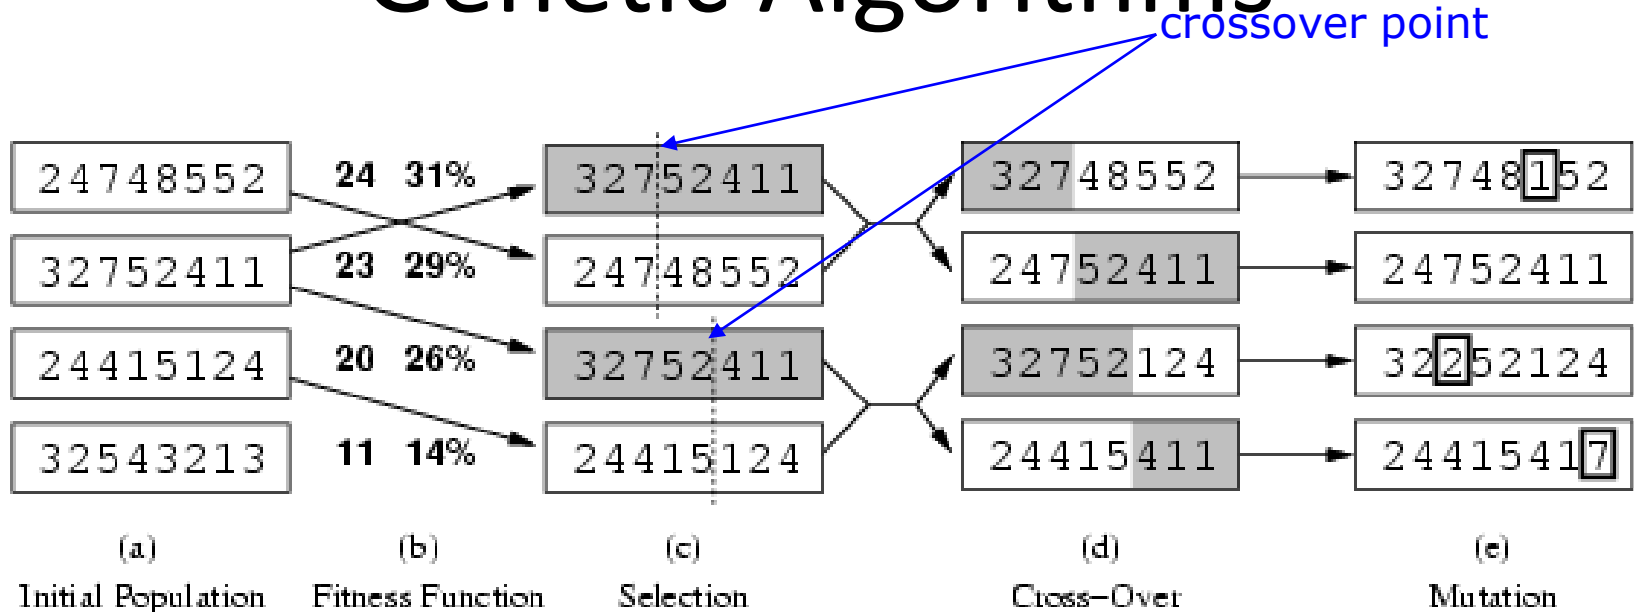 Genetic Algorithms
crossover point
24748552 24 31% 32752411 32748552 32748152
32752411 23 29% 24748552 24752411 24752411
24415124 20 26% 32752411 32752124 32252124
32543213 11 14% 24415124 24415411 24415417
(a) (b) (c) (d) (e)
Initial Population Fitness Function Selection Cross-Over Mutation